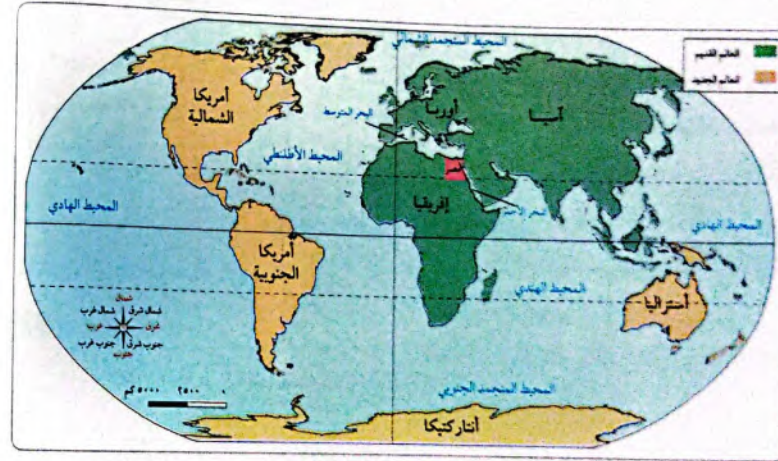 المحيط المتجمد الشمالي
العالم القديم
العالم الجديد
أمريكا
الشمالية
أوربا
آسيا
البحر المتوسط
المحيط الأطلنطي
مصر
إفريقيا
البحر الأحمر
المحيط الهادي
المحيط الهادي
أمريكا
الجنوبية
المحيط الهندي
أستراليا
شمال
شمال شرق
شمال غرب
شرق
غرب
جنوب شرق
جنوب غرب
جنوب
٠ ٢٥٠٠ ٥٠٠٠ كم
المحيط المتجمد الجنوبي
أنتاركتيكا